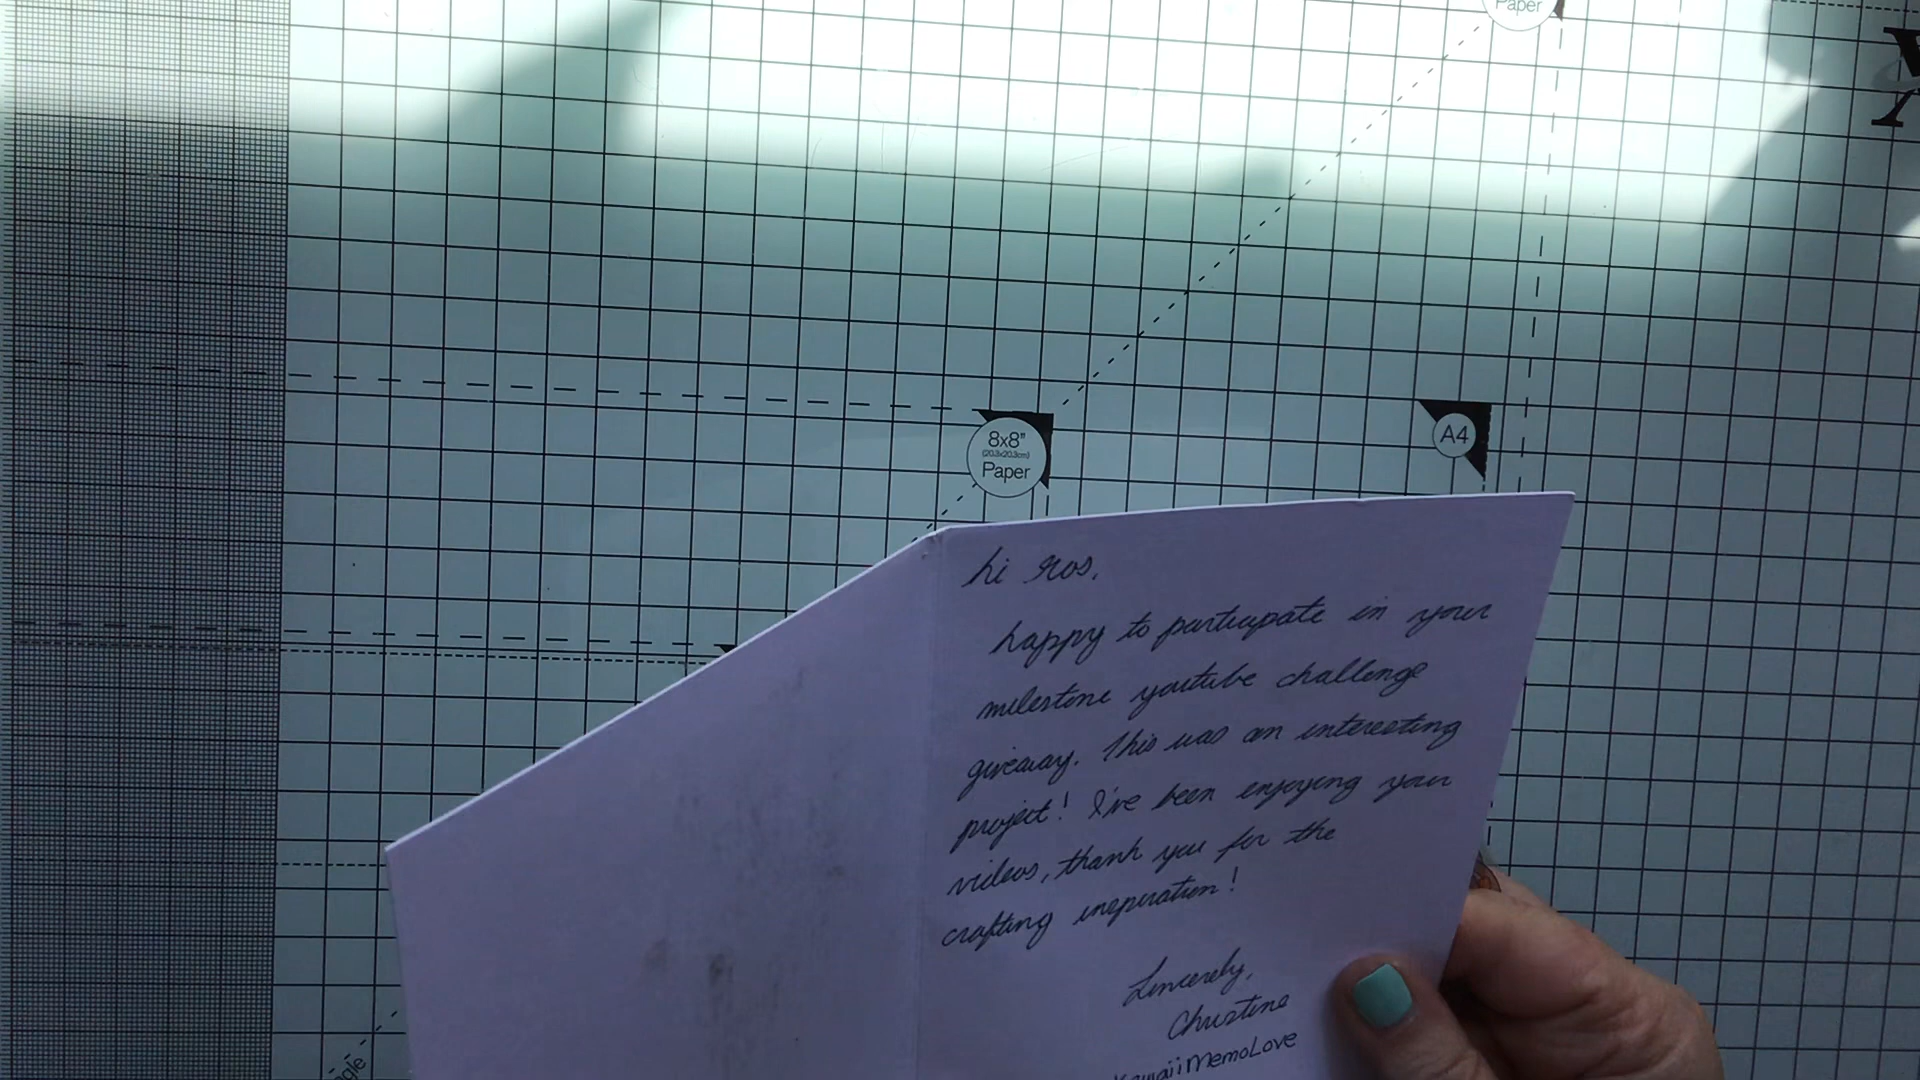 Paper
8x8"
(20.3x20.3cm)
Paper
A4
hi Ros,
happy to participate in your
milestone youtube challenge
giveaway. This was an interesting
project! I've been enjoying your
videos, thank you for the
crafting inspiration!
Sincerely,
Christine
KawaiiMemoLove